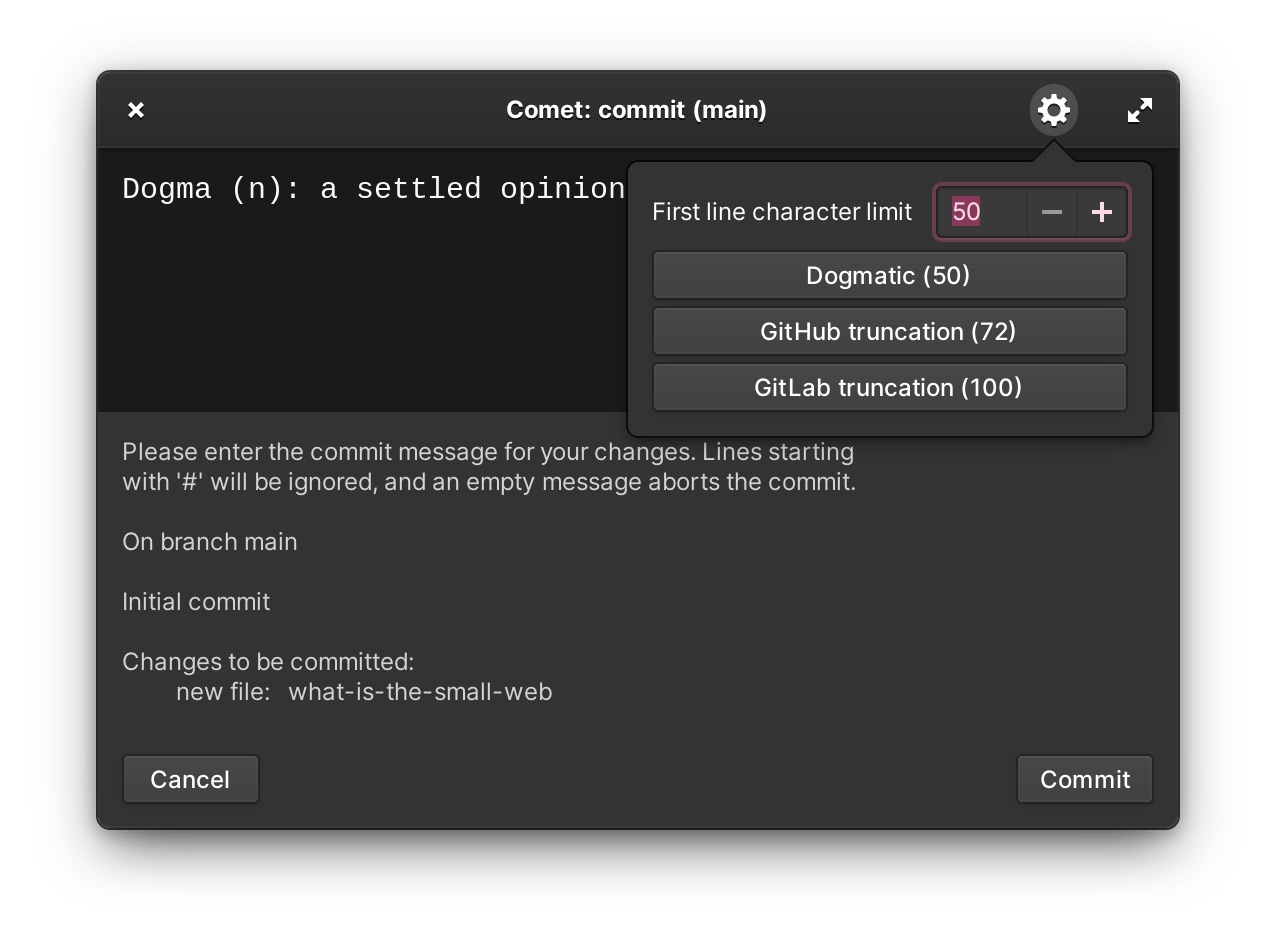 Comet: commit (main)
Dogma (n): a settled opinion
First line character limit 50
Dogmatic (50)
GitHub truncation (72)
GitLab truncation (100)
Please enter the commit message for your changes. Lines starting
with '#' will be ignored, and an empty message aborts the commit.
On branch main
Initial commit
Changes to be committed:
new file: what-is-the-small-web
Cancel
Commit